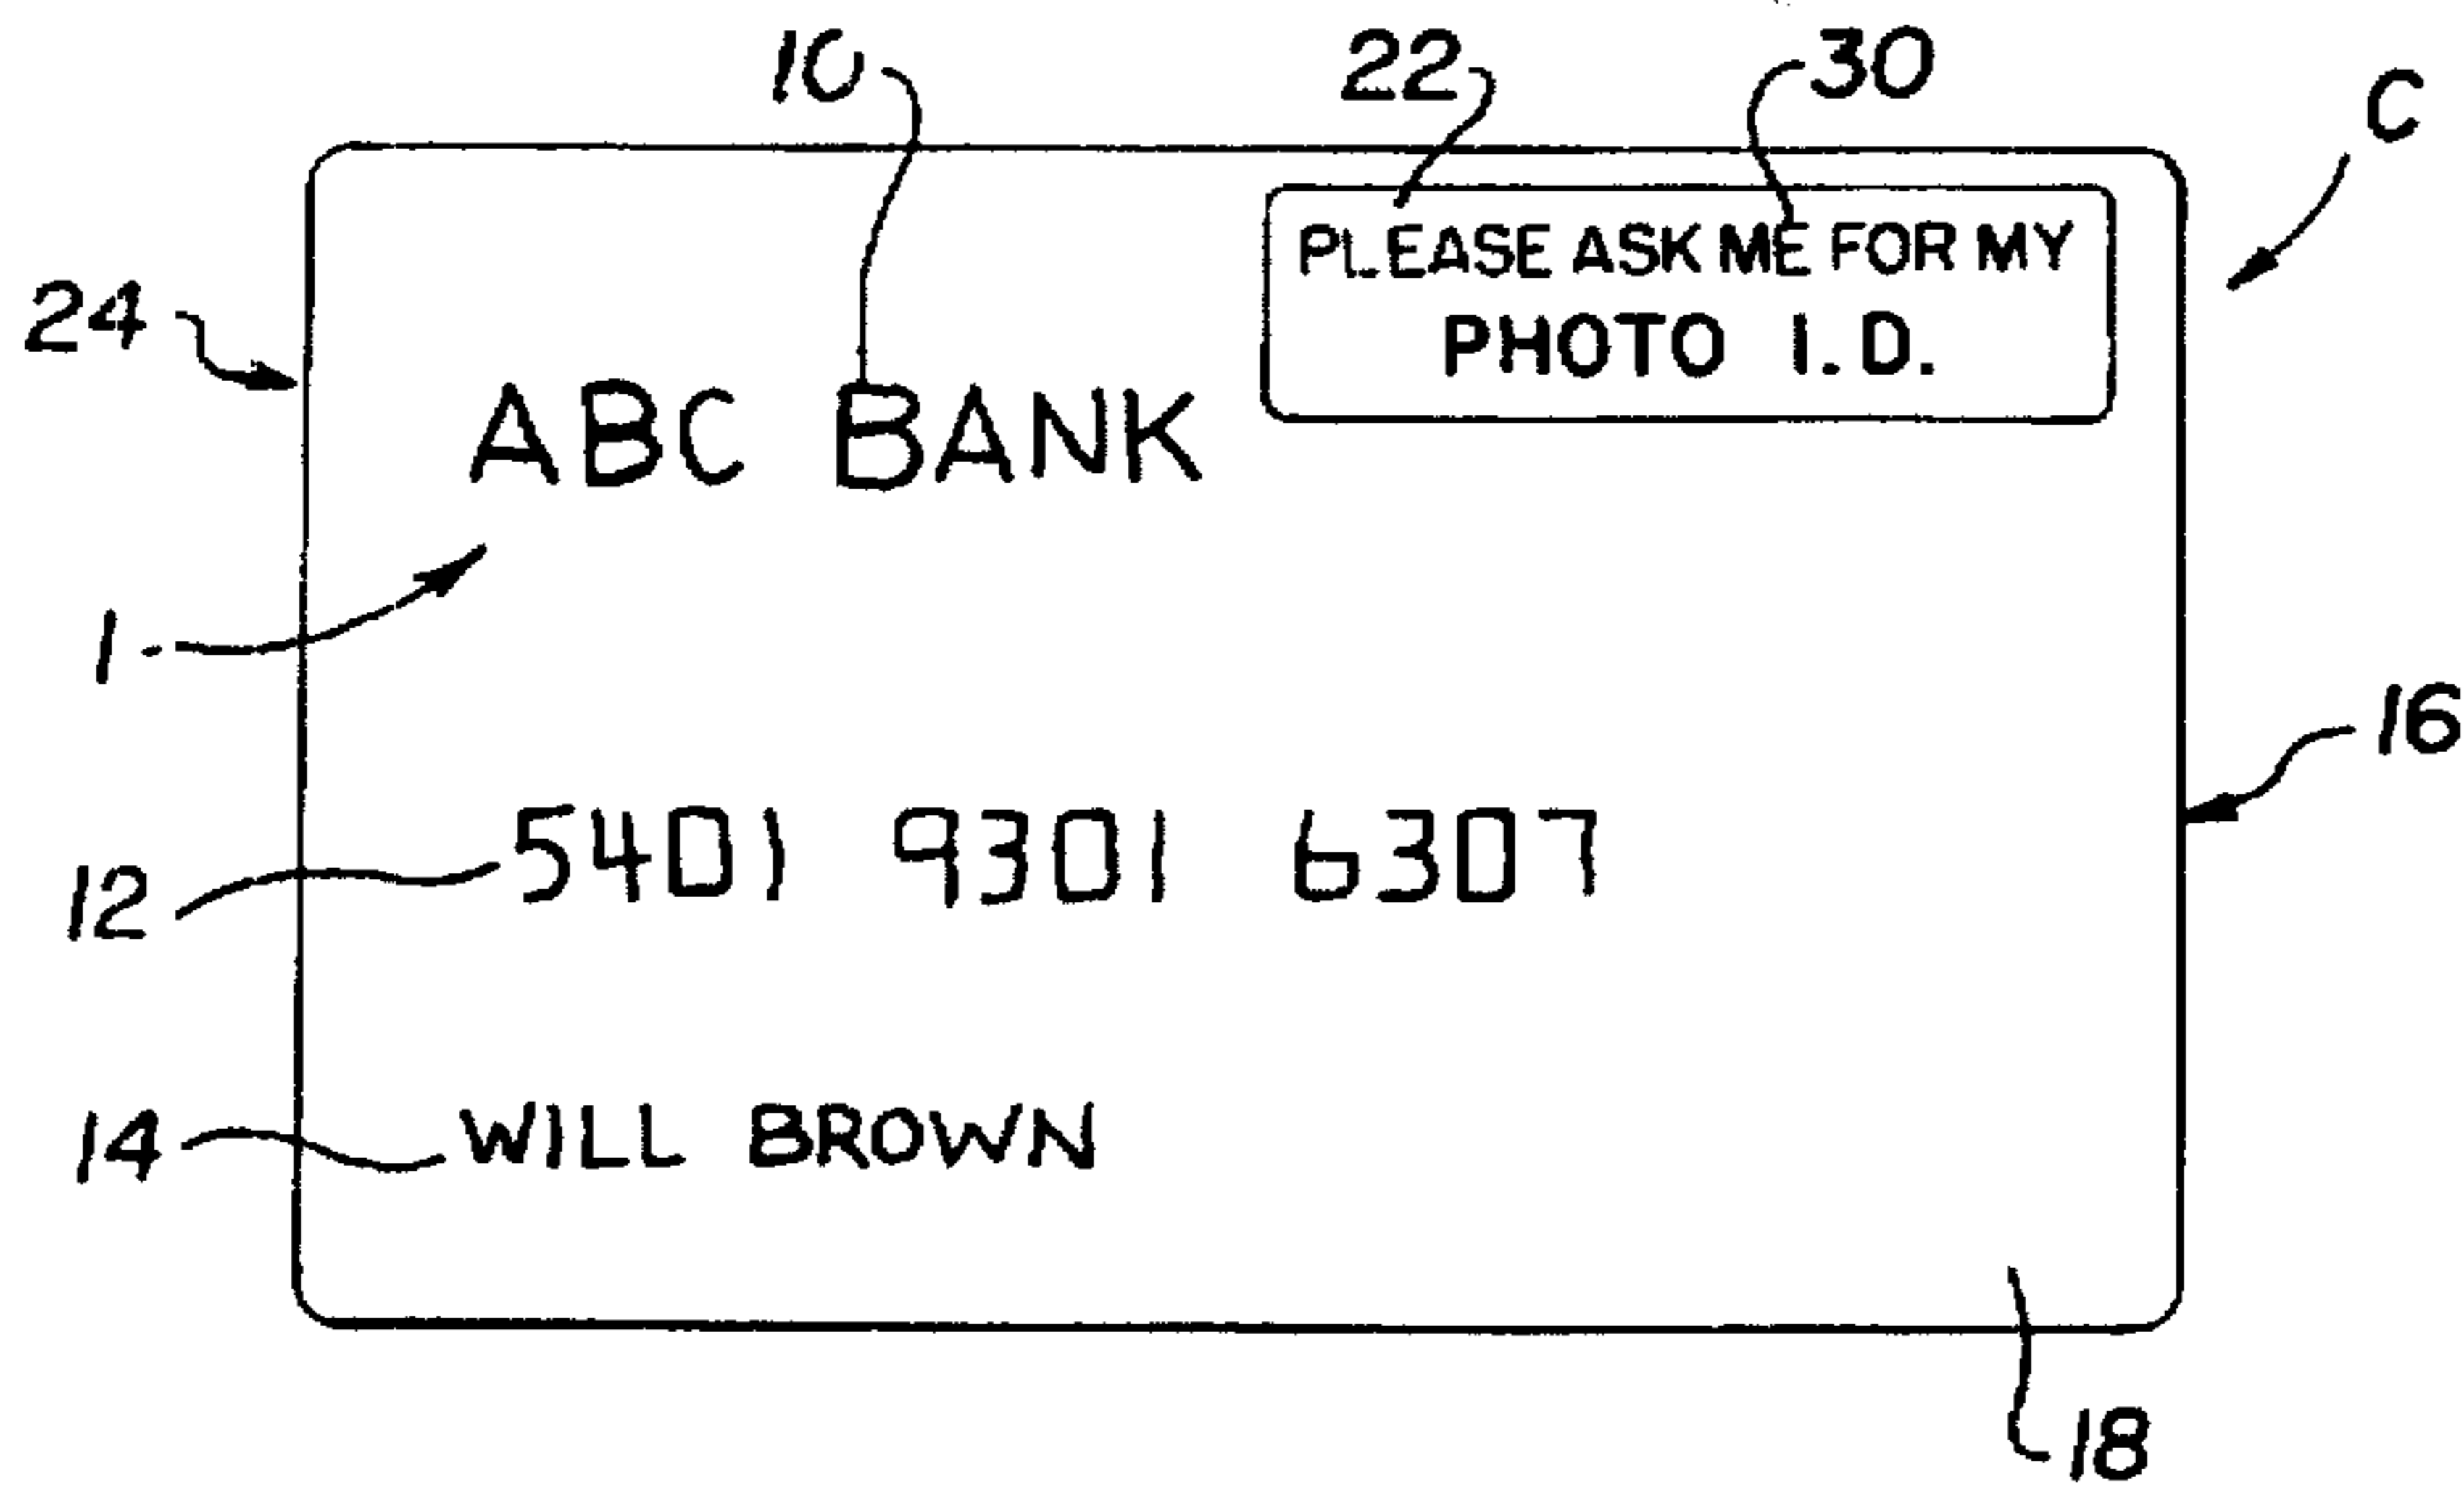 10 22 30 C
PLEASE ASK ME FOR MY
PHOTO I.D.
24
ABC BANK
1
16
12 5401 9301 6307
14 WILL BROWN
18